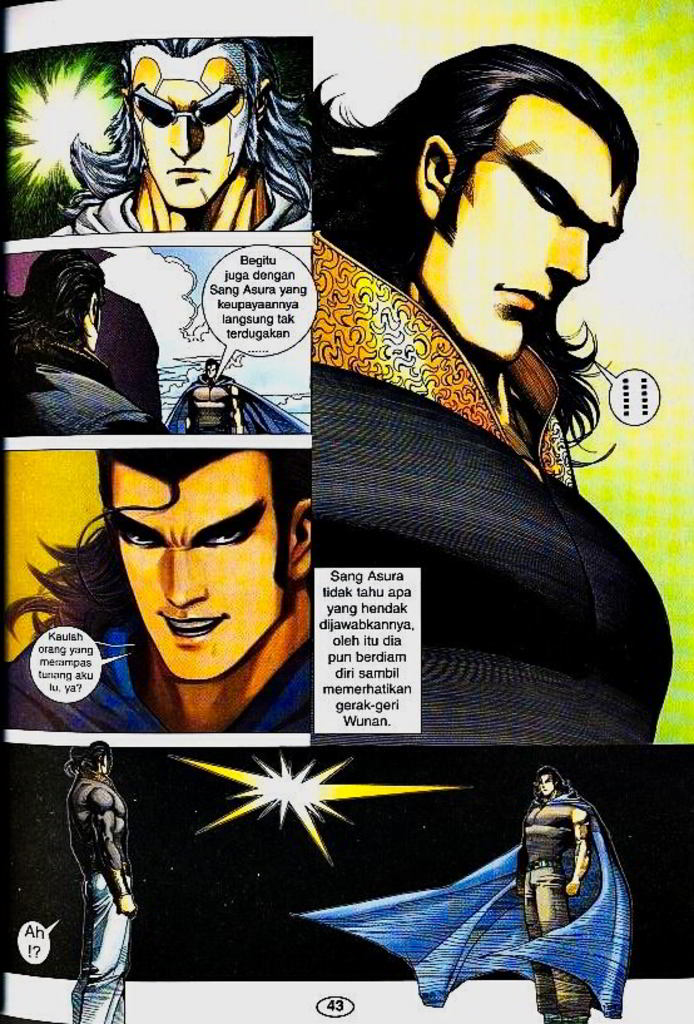 Begitu
juga dengan
Sang Asura yang
keupayaannya
langsung tak
terdugakan
............
Kaulah
orang yang
merampas
tunang aku
tu, ya?
Sang Asura
tidak tahu apa
yang hendak
dijawabkannya,
oleh itu dia
pun berdiam
diri sambil
memerhatikan
gerak-geri
Wunan.
Ah
!?
43